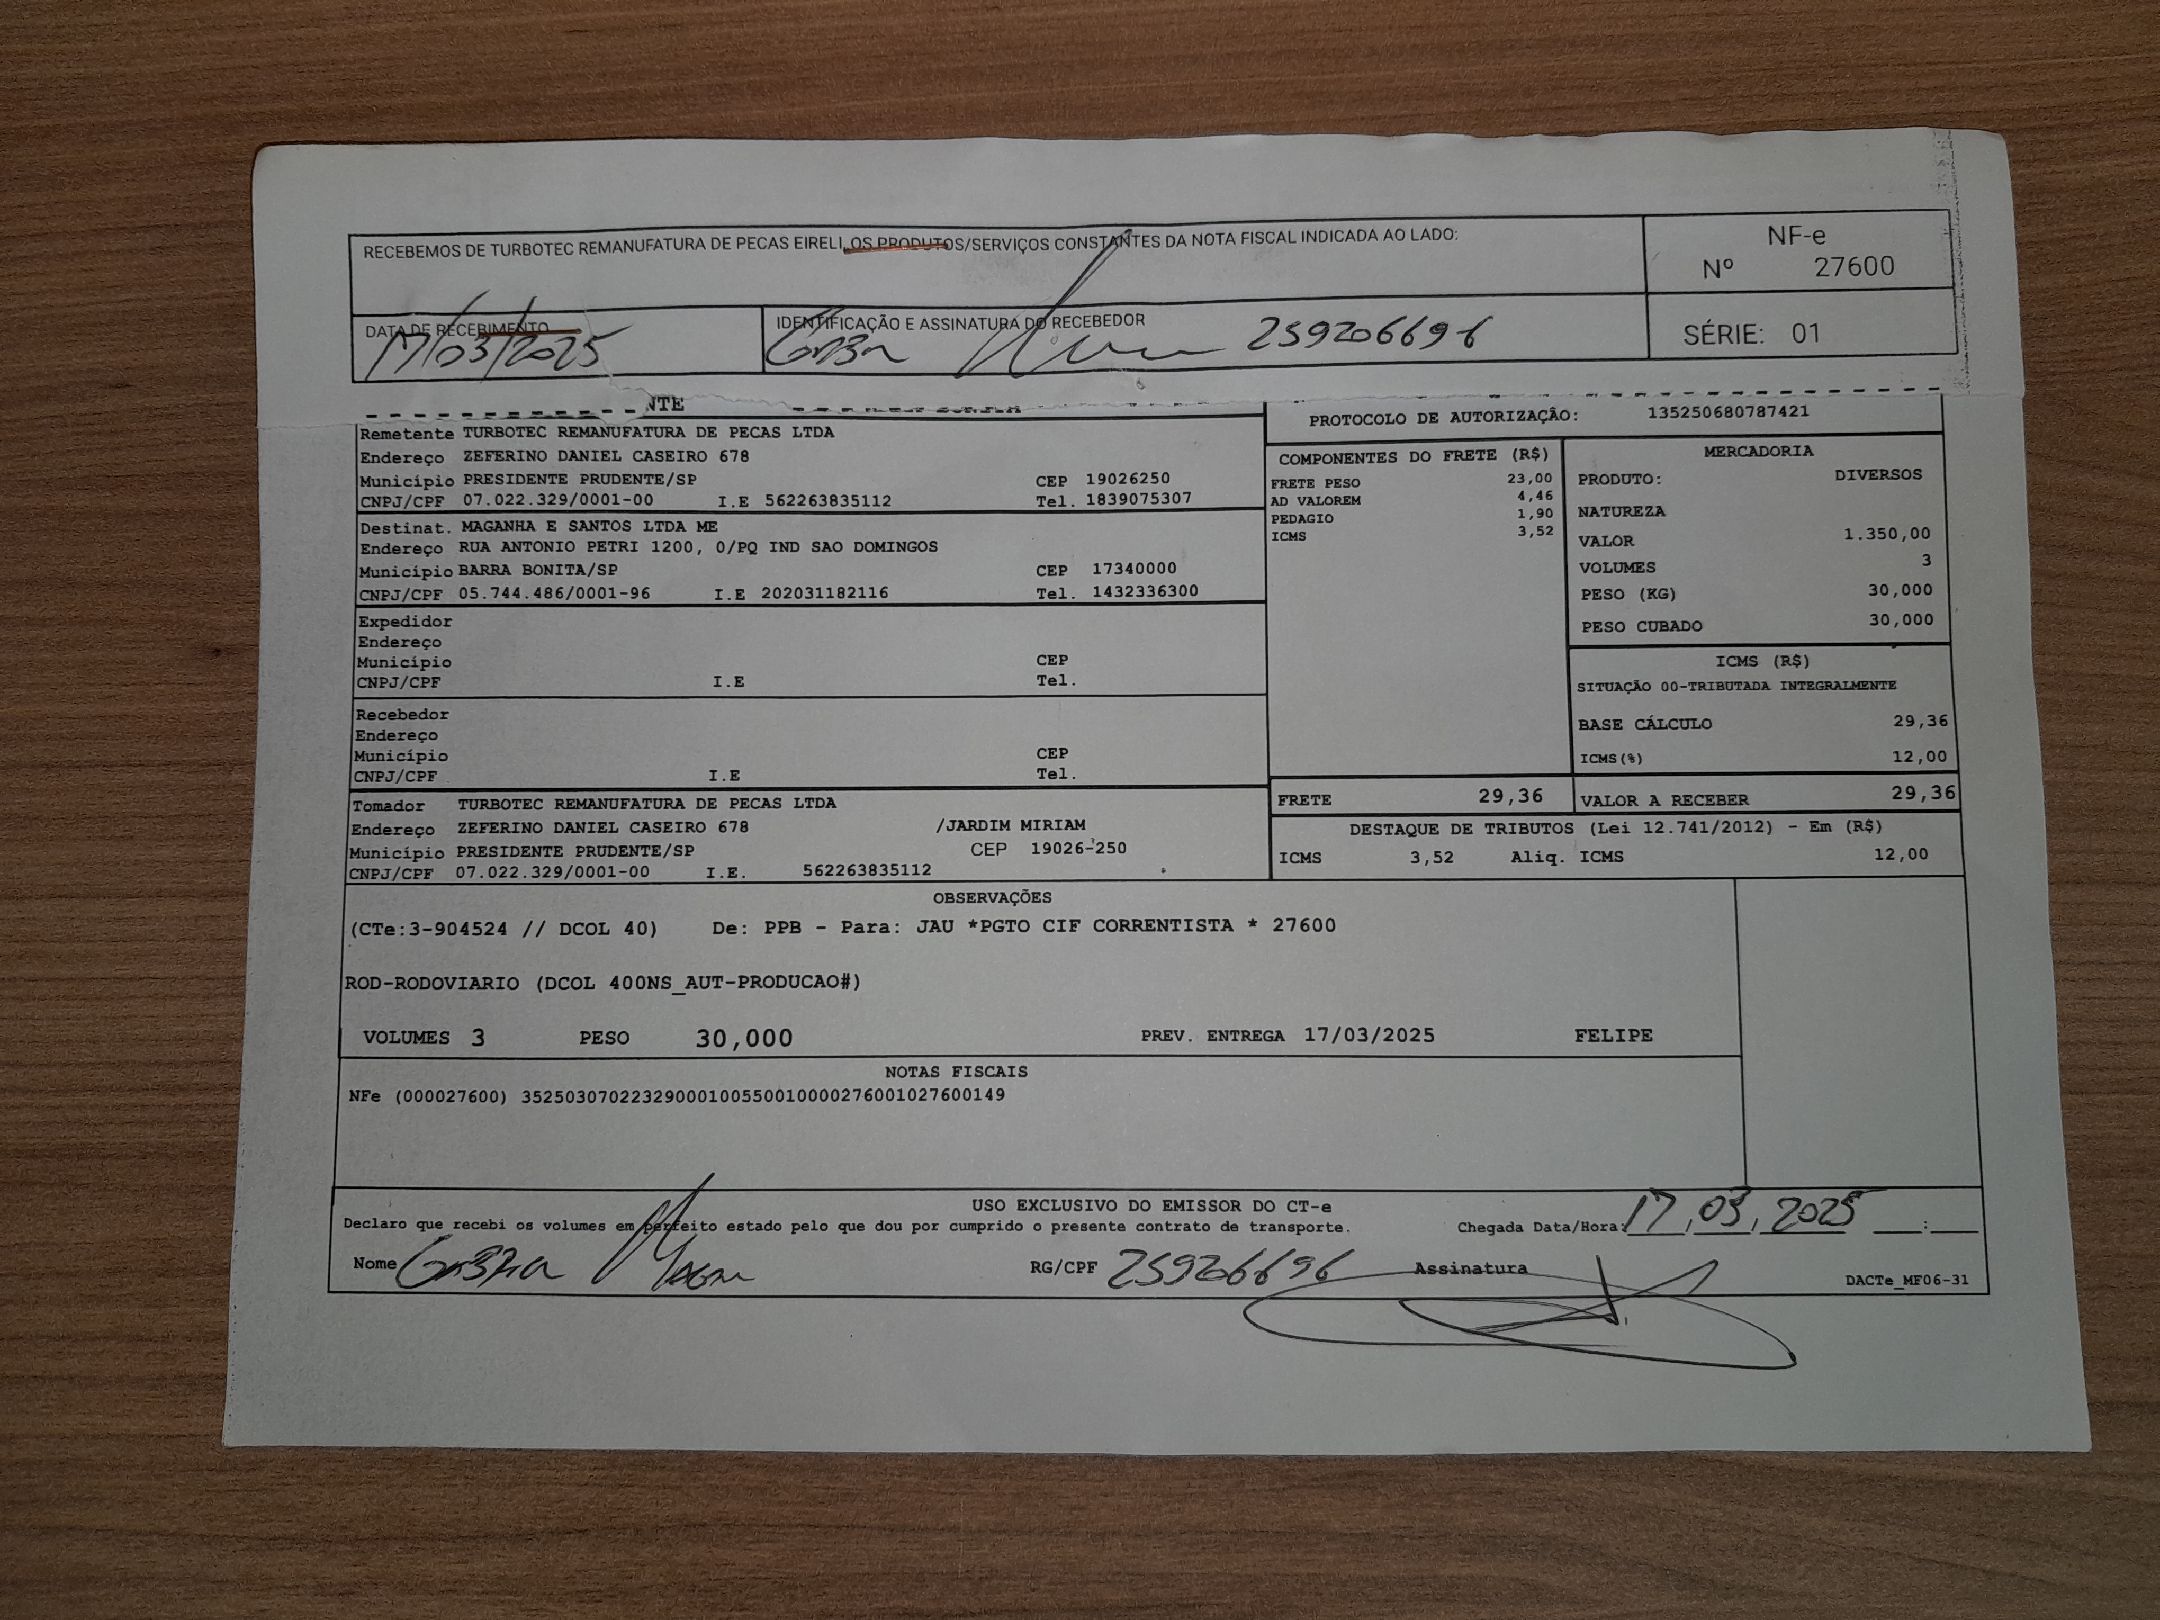 RECEBEMOS DE TURBOTEC REMANUFATURA DE PECAS EIRELI, OS PRODUTOS/SERVIÇOS CONSTANTES DA NOTA FISCAL INDICADA AO LADO:
NF-e
Nº 27600
SÉRIE: 01
DATA DE RECEBIMENTO
17/03/2025
IDENTIFICAÇÃO E ASSINATURA DO RECEBEDOR
259206696
NTE
Remetente TURBOTEC REMANUFATURA DE PECAS LTDA
Endereço ZEFERINO DANIEL CASEIRO 678
Município PRESIDENTE PRUDENTE/SP CEP 19026250
CNPJ/CPF 07.022.329/0001-00 I.E 562263835112 Tel. 1839075307
Destinat. MAGANHA E SANTOS LTDA ME
Endereço RUA ANTONIO PETRI 1200, 0/PQ IND SAO DOMINGOS
Município BARRA BONITA/SP CEP 17340000
CNPJ/CPF 05.744.486/0001-96 I.E 202031182116 Tel. 1432336300
Expedidor
Endereço
Município CEP
CNPJ/CPF I.E Tel.
Recebedor
Endereço
Município CEP
CNPJ/CPF I.E Tel.
Tomador TURBOTEC REMANUFATURA DE PECAS LTDA
Endereço ZEFERINO DANIEL CASEIRO 678 /JARDIM MIRIAM
Município PRESIDENTE PRUDENTE/SP CEP 19026-250
CNPJ/CPF 07.022.329/0001-00 I.E. 562263835112
PROTOCOLO DE AUTORIZAÇÃO: 135250680787421
COMPONENTES DO FRETE (R$)
FRETE PESO 23,00
AD VALOREM 4,46
PEDAGIO 1,90
ICMS 3,52
MERCADORIA
PRODUTO: DIVERSOS
NATUREZA
VALOR 1.350,00
VOLUMES 3
PESO (KG) 30,000
PESO CUBADO 30,000
ICMS (R$)
SITUAÇÃO 00-TRIBUTADA INTEGRALMENTE
BASE CÁLCULO 29,36
ICMS(%) 12,00
FRETE 29,36
VALOR A RECEBER 29,36
DESTAQUE DE TRIBUTOS (Lei 12.741/2012) - Em (R$)
ICMS 3,52 Aliq. ICMS 12,00
OBSERVAÇÕES
(CTe:3-904524 // DCOL 40) De: PPB - Para: JAU *PGTO CIF CORRENTISTA * 27600
ROD-RODOVIARIO (DCOL 400NS_AUT-PRODUCAO#)
VOLUMES 3 PESO 30,000 PREV. ENTREGA 17/03/2025 FELIPE
NOTAS FISCAIS
NFe (000027600) 35250307022329000100550010000276001027600149
USO EXCLUSIVO DO EMISSOR DO CT-e
Declaro que recebi os volumes em perfeito estado pelo que dou por cumprido o presente contrato de transporte.
Chegada Data/Hora: 17,03,2025 __:__
Nome RG/CPF 259206696 Assinatura
DACTe_MF06-31